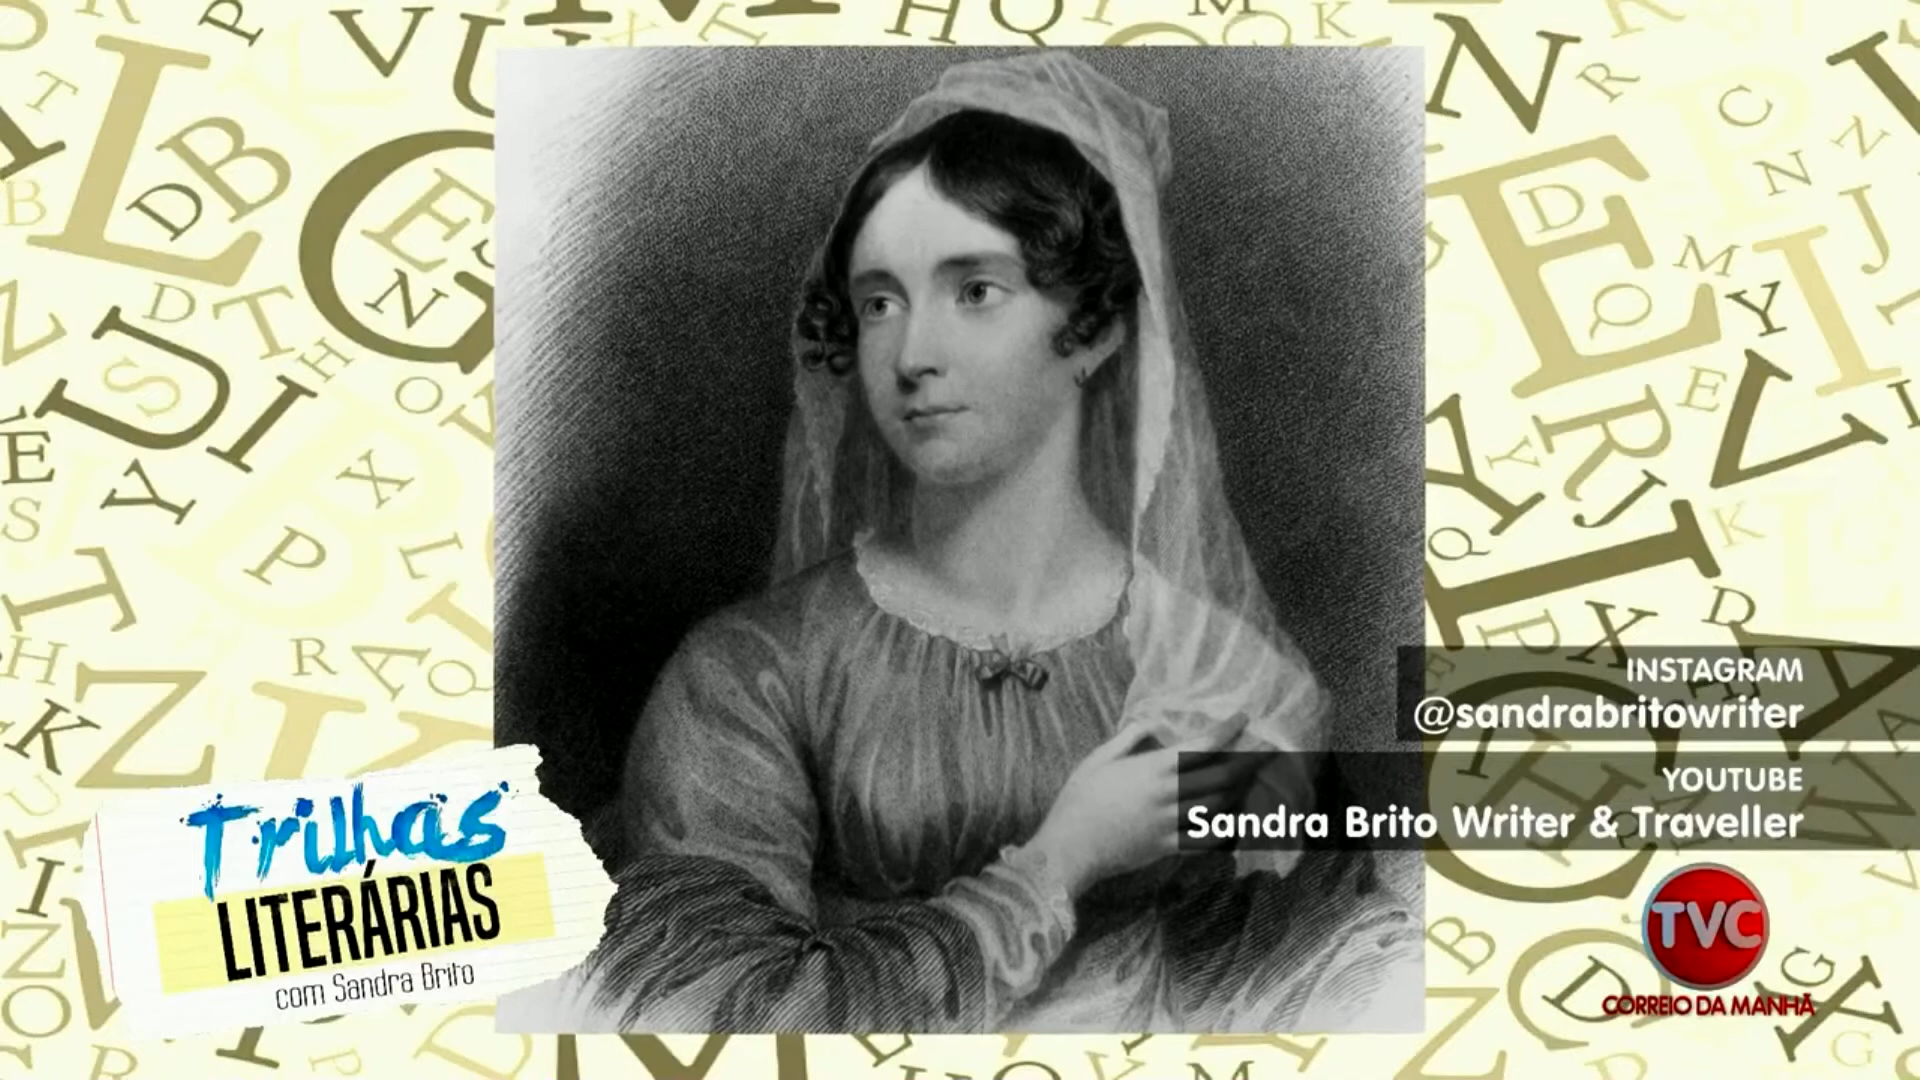 INSTAGRAM
@sandrabritowriter
YOUTUBE
Sandra Brito Writer & Traveller
Trilhas
LITERÁRIAS
com Sandra Brito
TVC
CORREIO DA MANHÃ